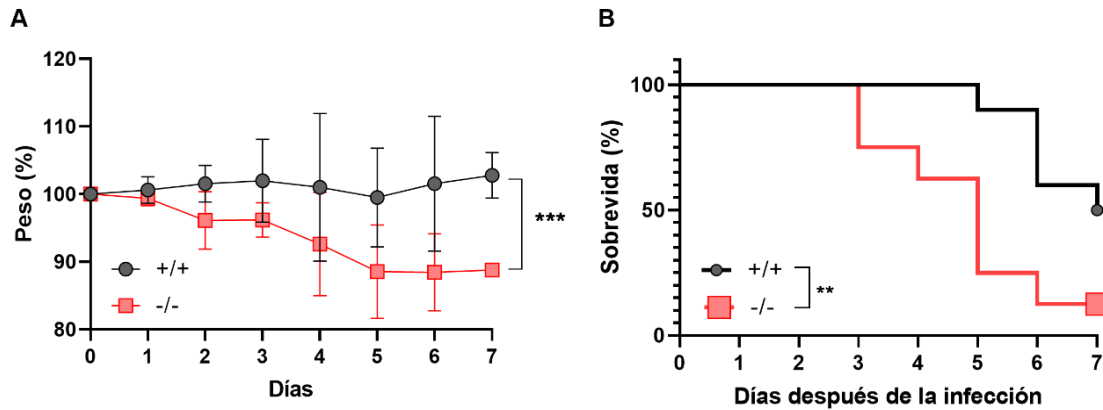 A
Peso (%)
120
110
100
90
80
+/+
-/-
***
0 1 2 3 4 5 6 7
Días
B
Sobrevida (%)
100
50
0
+/+
-/-
**
0 1 2 3 4 5 6 7
Días después de la infección